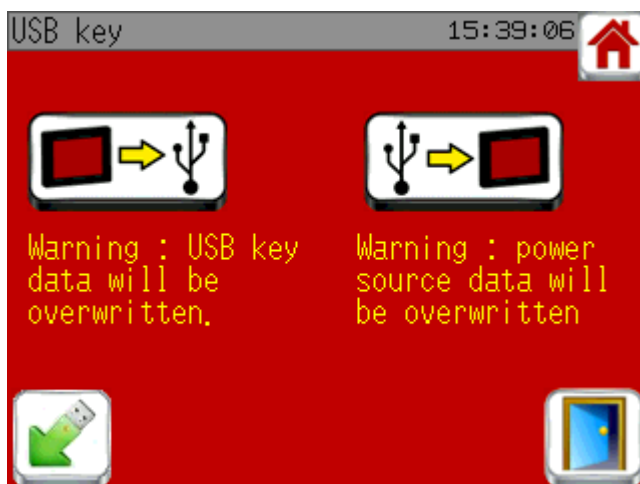 USB key
15:39:06
Warning : USB key
data will be
overwritten.
Warning : power
source data will
be overwritten